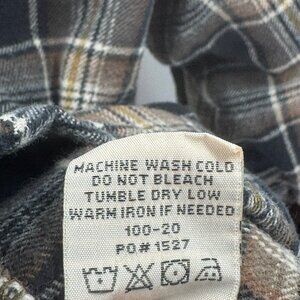 MACHINE WASH COLD
DO NOT BLEACH
TUMBLE DRY LOW
WARM IRON IF NEEDED
100-20
PO#1527